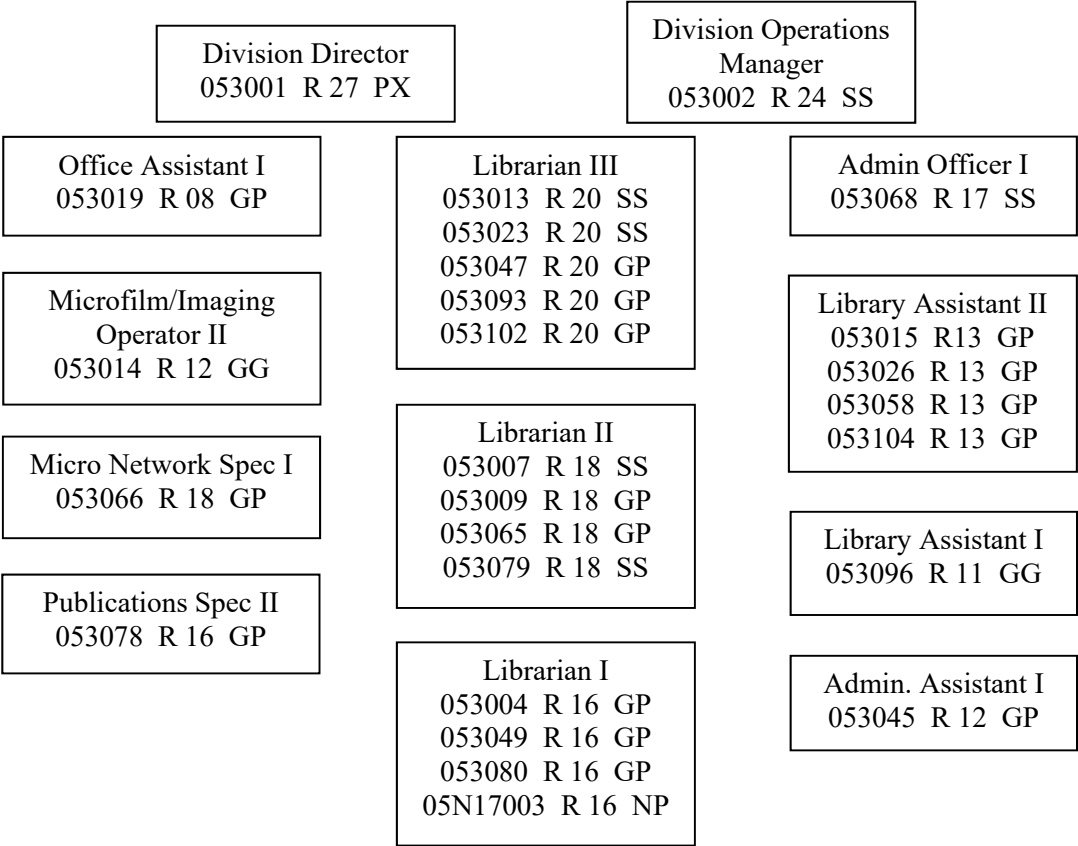 Division Director
053001 R 27 PX
Division Operations
Manager
053002 R 24 SS
Office Assistant I
053019 R 08 GP
Microfilm/Imaging
Operator II
053014 R 12 GG
Micro Network Spec I
053066 R 18 GP
Publications Spec II
053078 R 16 GP
Librarian III
053013 R 20 SS
053023 R 20 SS
053047 R 20 GP
053093 R 20 GP
053102 R 20 GP
Librarian II
053007 R 18 SS
053009 R 18 GP
053065 R 18 GP
053079 R 18 SS
Librarian I
053004 R 16 GP
053049 R 16 GP
053080 R 16 GP
05N17003 R 16 NP
Admin Officer I
053068 R 17 SS
Library Assistant II
053015 R13 GP
053026 R 13 GP
053058 R 13 GP
053104 R 13 GP
Library Assistant I
053096 R 11 GG
Admin. Assistant I
053045 R 12 GP